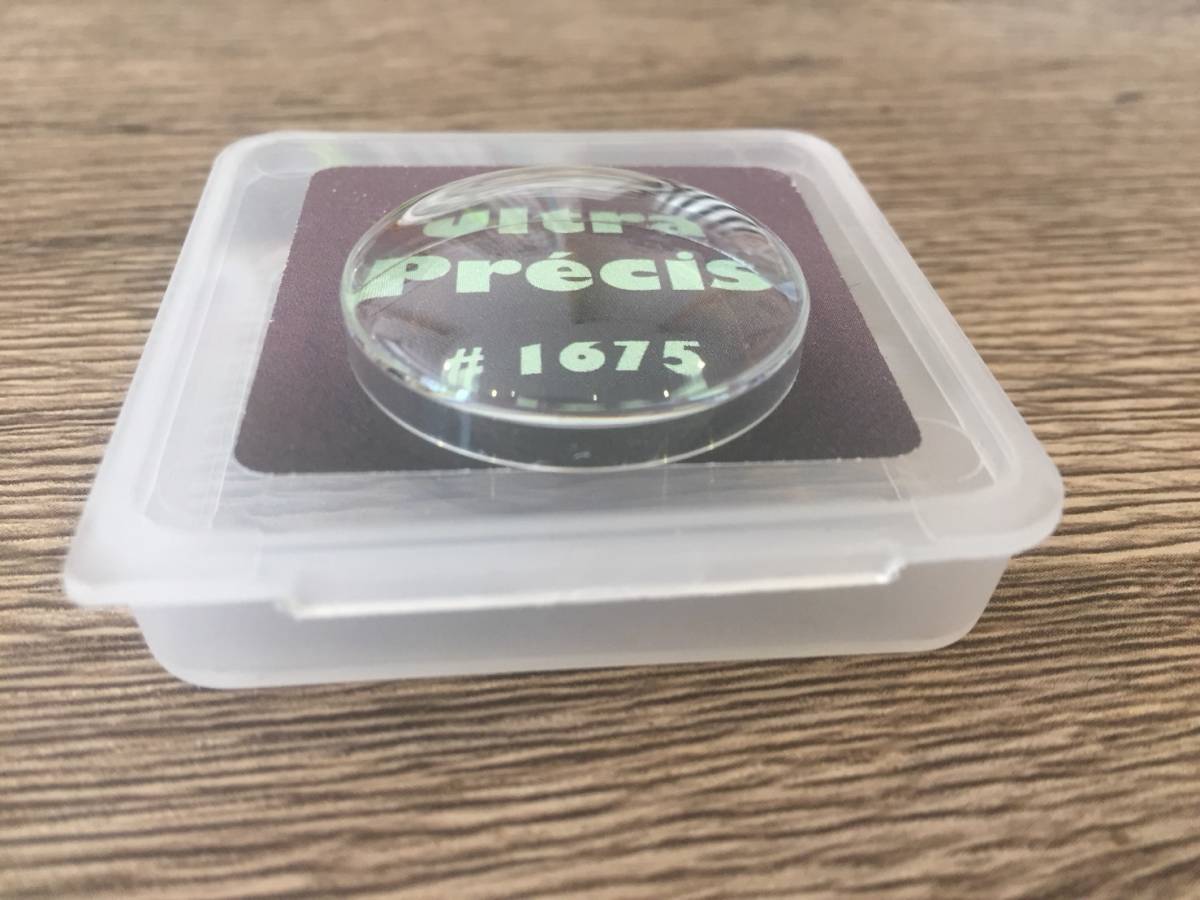 ultra
Précis
# 1675